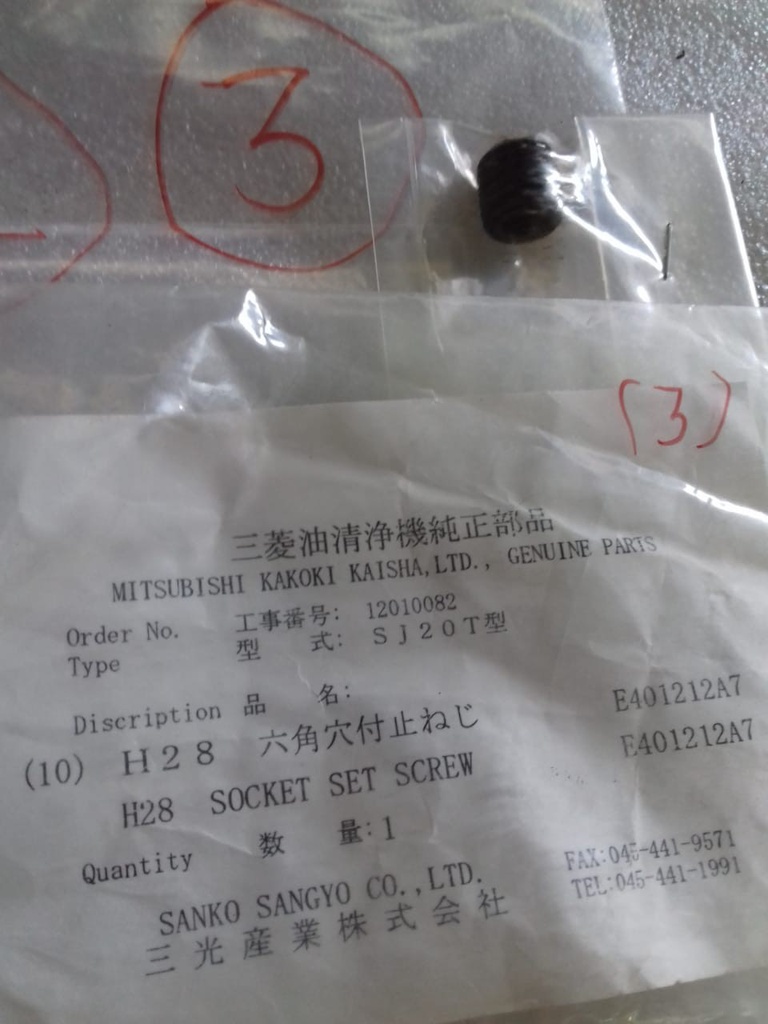 3
(3)
三菱油清浄機純正部品
MITSUBISHI KAKOKI KAISHA,LTD., GENUINE PARTS
Order No. 工事番号: 12010082
Type 型 式: SJ20T型
Discription 品 名:
(10) H28 六角穴付止ねじ E401212A7
H28 SOCKET SET SCREW E401212A7
Quantity 数 量:1
SANKO SANGYO CO.,LTD. FAX:045-441-9571
三光産業株式会社 TEL:045-441-1991